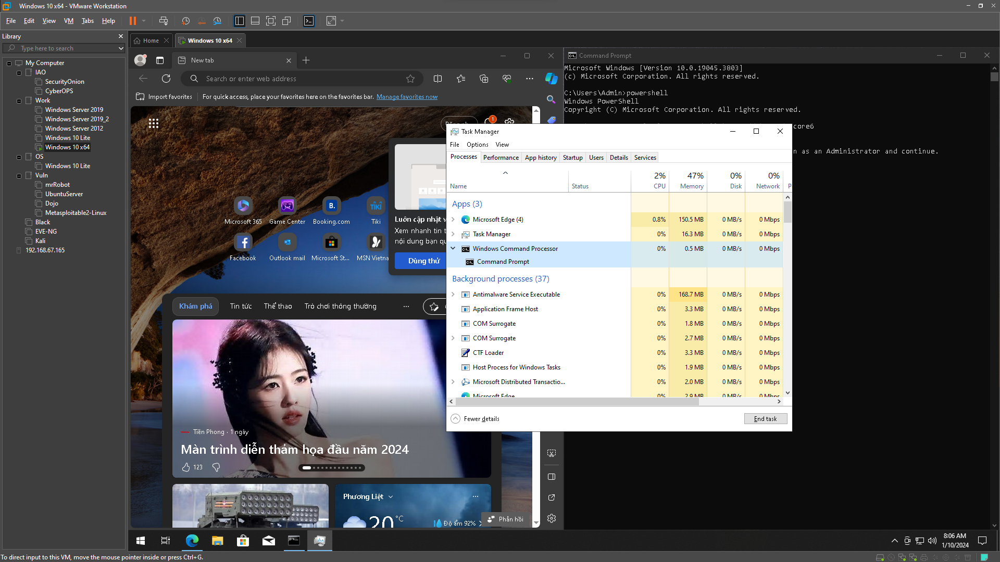 Windows 10 x64 - VMware Workstation
File Edit View VM Tabs Help
Library
Type here to search
My Computer
IAO
SecurityOnion
CyberOPS
Work
Windows Server 2019
Windows Server 2019_2
Windows Server 2012
Windows 10 Lite
Windows 10 x64
OS
Windows 10 Lite
Vuln
mrRobot
UbuntuServer
Dojo
Metasploitable2-Linux
Black
EVE-NG
Kali
192.168.67.165
Home
Windows 10 x64
New tab
Search or enter web address
Import favorites
For quick access, place your favorites here on the favorites bar. Manage favorites now
1
Microsoft 365
Game Center
B.
Booking.com
TIKI
Tiki
Facebook
Outlook mail
Microsoft St...
MSN Vietna
Luôn cập nhật
Xem nhanh tin
nội dung bạn
Dùng thử
Khám phá
Tin tức
Thể thao
Trò chơi thông thường
Tiền Phong · 1 ngày
Màn trình diễn thảm họa đầu năm 2024
123
Phương Liệt
20 °C
Độ ẩm 92%
Phản hồi
Command Prompt
Microsoft Windows [Version 10.0.19045.3803]
(c) Microsoft Corporation. All rights reserved.
C:\Users\Admin>powershell
Windows PowerShell
Copyright (C) Microsoft Corporation. All rights reserved.
core6
n as an Administrator and continue.
Task Manager
File Options View
Processes Performance App history Startup Users Details Services
2% 47% 0% 0%
Name Status CPU Memory Disk Network P
Apps (3)
Microsoft Edge (4) 0.8% 150.5 MB 0 MB/s 0 Mbps
Task Manager 0% 16.3 MB 0 MB/s 0 Mbps
Windows Command Processor 0% 0.5 MB 0 MB/s 0 Mbps
Command Prompt
Background processes (37)
Antimalware Service Executable 0% 168.7 MB 0 MB/s 0 Mbps
Application Frame Host 0% 3.3 MB 0 MB/s 0 Mbps
COM Surrogate 0% 1.8 MB 0 MB/s 0 Mbps
COM Surrogate 0% 2.7 MB 0 MB/s 0 Mbps
CTF Loader 0% 3.3 MB 0 MB/s 0 Mbps
Host Process for Windows Tasks 0% 1.9 MB 0 MB/s 0 Mbps
Microsoft Distributed Transactio... 0% 2.0 MB 0 MB/s 0 Mbps
Microsoft Edge 0% 2.9 MB 0 MB/s 0 Mbps
Fewer details
End task
8:06 AM
1/10/2024
To direct input to this VM, move the mouse pointer inside or press Ctrl+G.